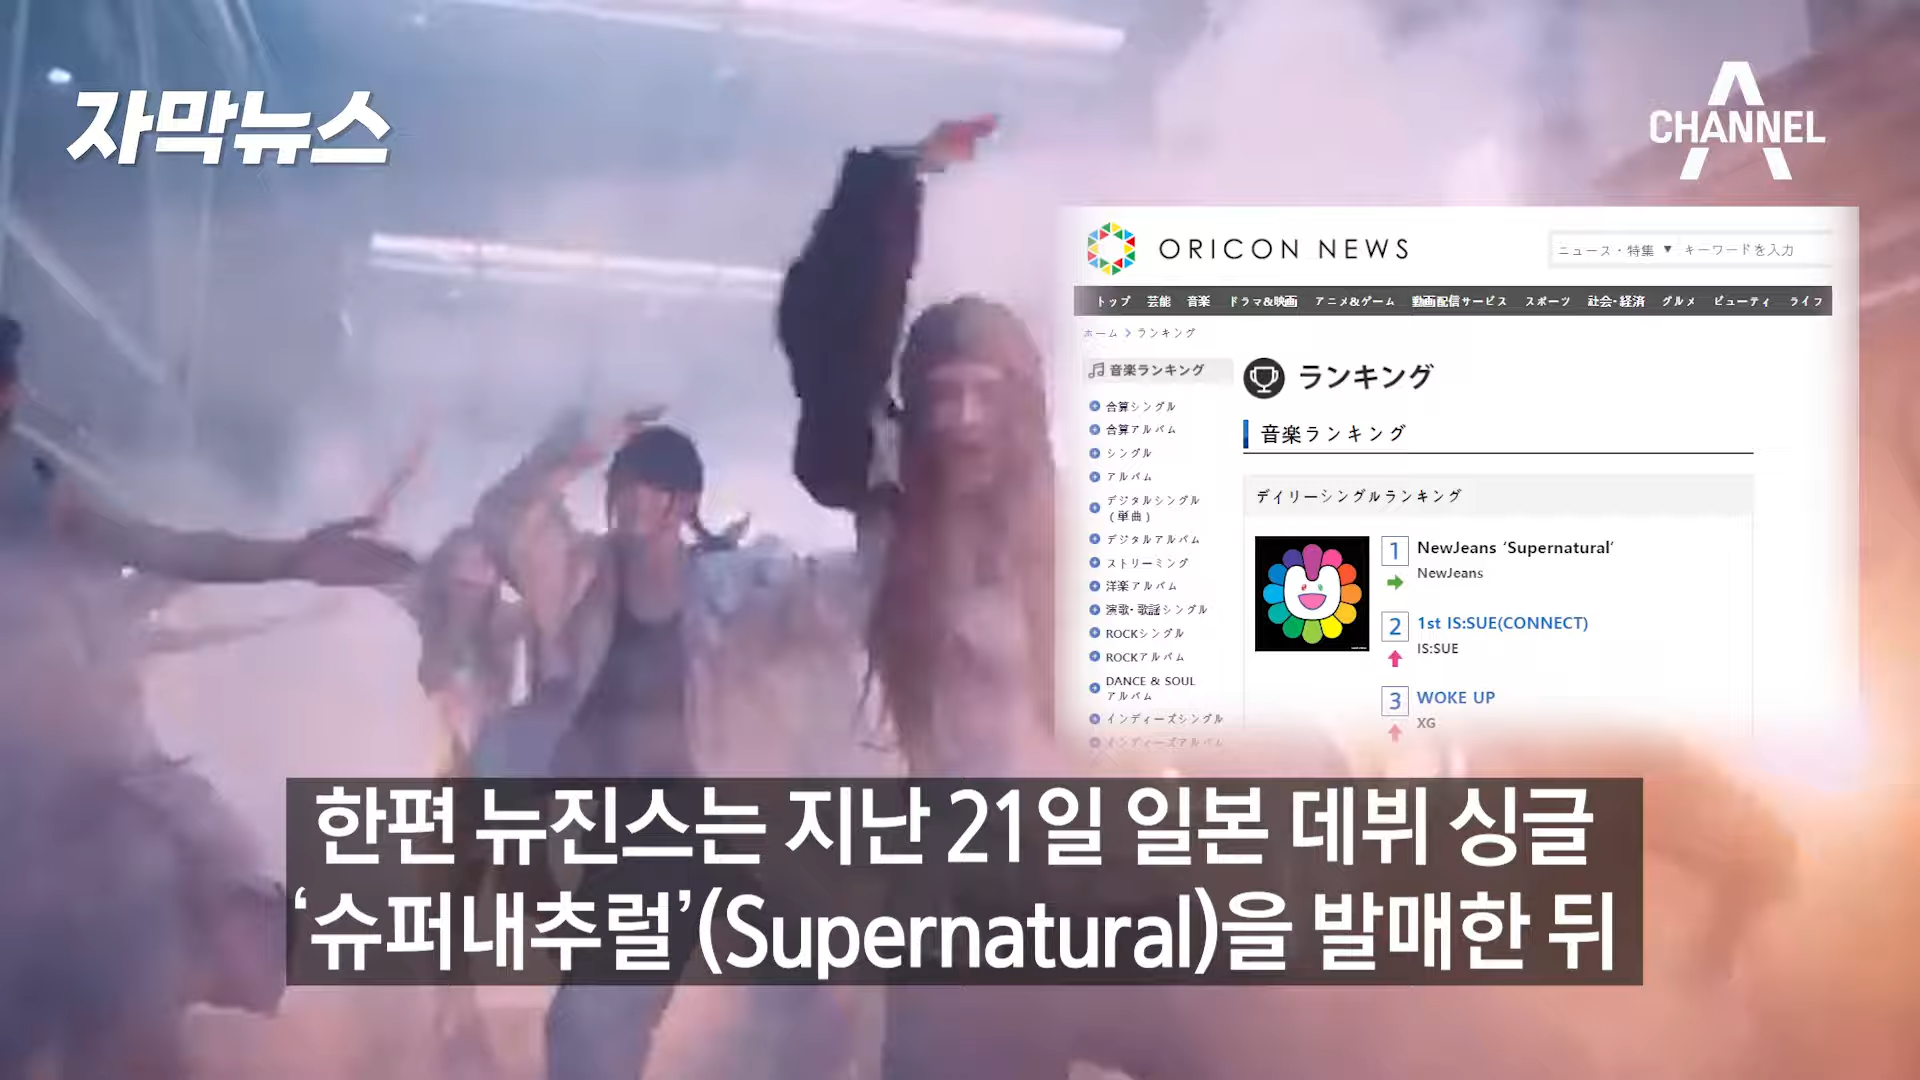 자막뉴스
CHANNEL A
ORICON NEWS
ニュース・特集 ▼ キーワードを入力
トップ 芸能 音楽 ドラマ&映画 アニメ&ゲーム 動画配信サービス スポーツ 社会・経済 グルメ ビューティ ライフ
ホーム > ランキング
音楽ランキング
合算シングル
合算アルバム
シングル
アルバム
デジタルシングル
(単曲)
デジタルアルバム
ストリーミング
洋楽アルバム
演歌・歌謡シングル
ROCKシングル
ROCKアルバム
DANCE & SOUL
アルバム
インディーズシングル
インディーズアルバム
ランキング
音楽ランキング
デイリーシングルランキング
1 NewJeans ‘Supernatural’
NewJeans
2 1st IS:SUE(CONNECT)
IS:SUE
3 WOKE UP
XG
한편 뉴진스는 지난 21일 일본 데뷔 싱글
‘슈퍼내추럴’(Supernatural)을 발매한 뒤